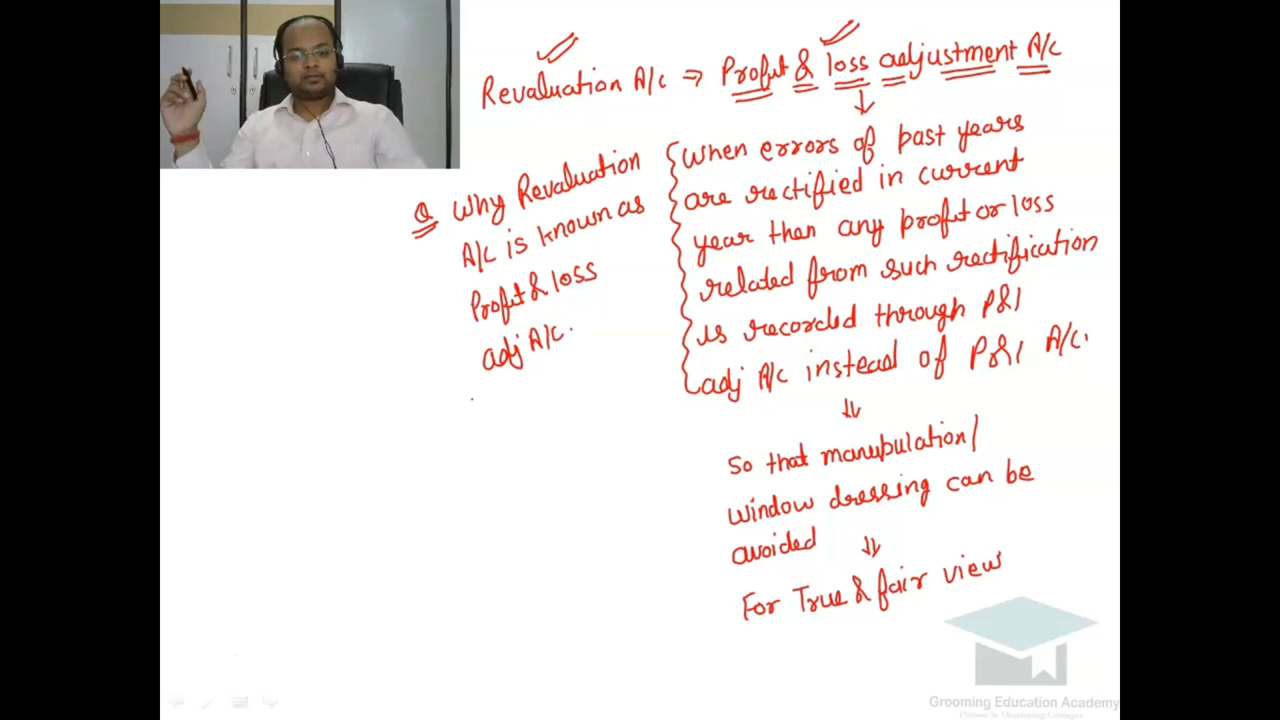 Revaluation A/c ⇒ Profit & loss adjustment A/c
Q Why Revaluation
A/c is known as
Profit & loss
adj A/c.
When errors of past years
are rectified in current
year then any profit or loss
related from such rectification
is recorded through P&l
adj A/c instead of P&l A/c.
So that manupulation/
window dressing can be
avoided
For True & fair view
Grooming Education Academy